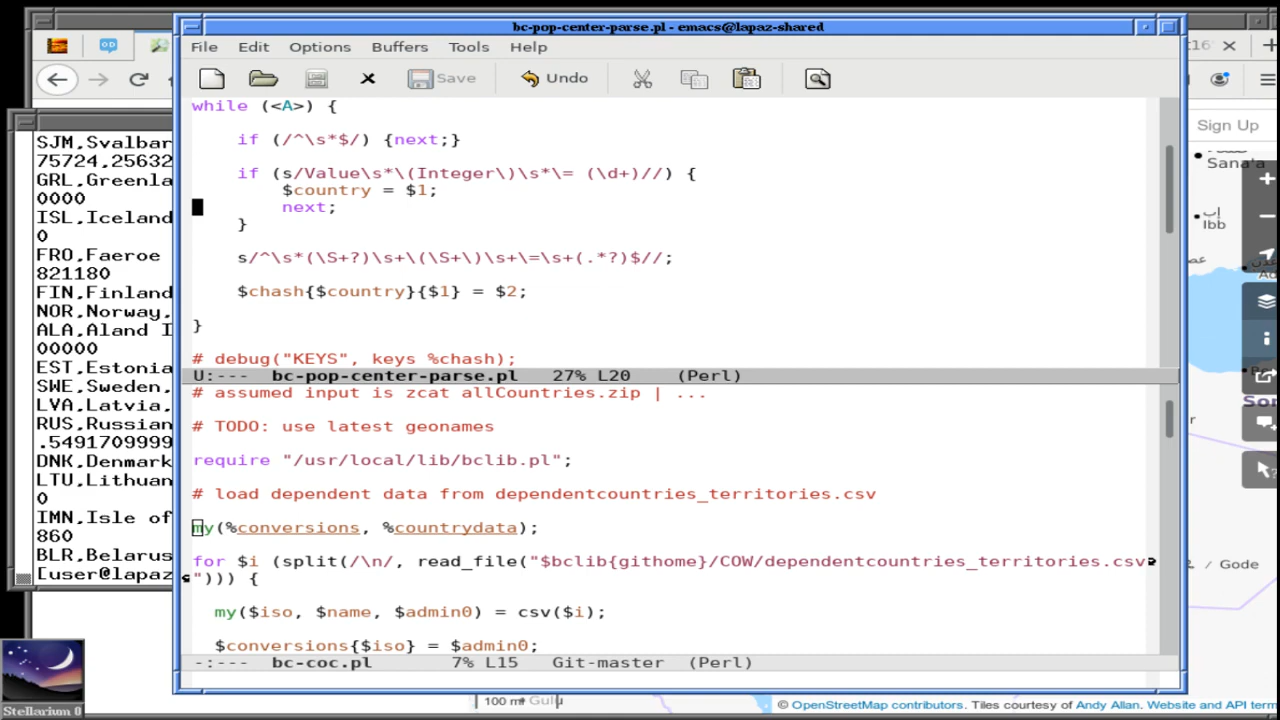 bc-pop-center-parse.pl - emacs@lapaz-shared
File Edit Options Buffers Tools Help
Save Undo
while (<A>) {
if (/^\s*$/) {next;}
if (s/Value\s*\(Integer\)\s*\= (\d+)//) {
$country = $1;
next;
}
s/^\s*(\S+?)\s+\(\S+\)\s+\=\s+(.*?)$//;
$chash{$country}{$1} = $2;
}
# debug("KEYS", keys %chash);
U:--- bc-pop-center-parse.pl 27% L20 (Perl)
# assumed input is zcat allCountries.zip | ...
# TODO: use latest geonames
require "/usr/local/lib/bclib.pl";
# load dependent data from dependentcountries_territories.csv
my(%conversions, %countrydata);
for $i (split(/\n/, read_file("$bclib{githome}/COW/dependentcountries_territories.csv
"))) {
my($iso, $name, $admin0) = csv($i);
$conversions{$iso} = $admin0;
-:--- bc-coc.pl 7% L15 Git-master (Perl)
SJM,Svalbar
75724,25632
GRL,Greenla
0000
ISL,Iceland
0
FRO,Faeroe
821180
FIN,Finland
NOR,Norway,
ALA,Aland I
00000
EST,Estonia
SWE,Sweden,
LVA,Latvia,
RUS,Russian
.5491709999
DNK,Denmark
LTU,Lithuan
0
IMN,Isle of
860
BLR,Belarus
[user@lapaz
Stellarium 0
16
Sign Up
Sana'a
إب
Ibb
Sor
r
/ Gode
100 mi
© OpenStreetMap contributors. Tiles courtesy of Andy Allan. Website and API term